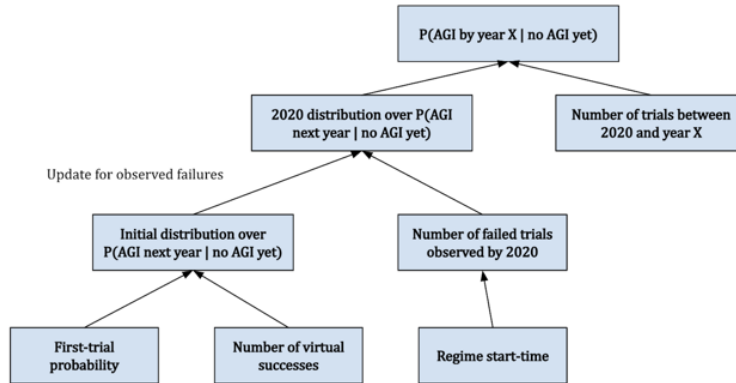 P(AGI by year X | no AGI yet)
2020 distribution over P(AGI
next year | no AGI yet)
Number of trials between
2020 and year X
Update for observed failures
Initial distribution over
P(AGI next year | no AGI yet)
Number of failed trials
observed by 2020
First-trial
probability
Number of virtual
successes
Regime start-time